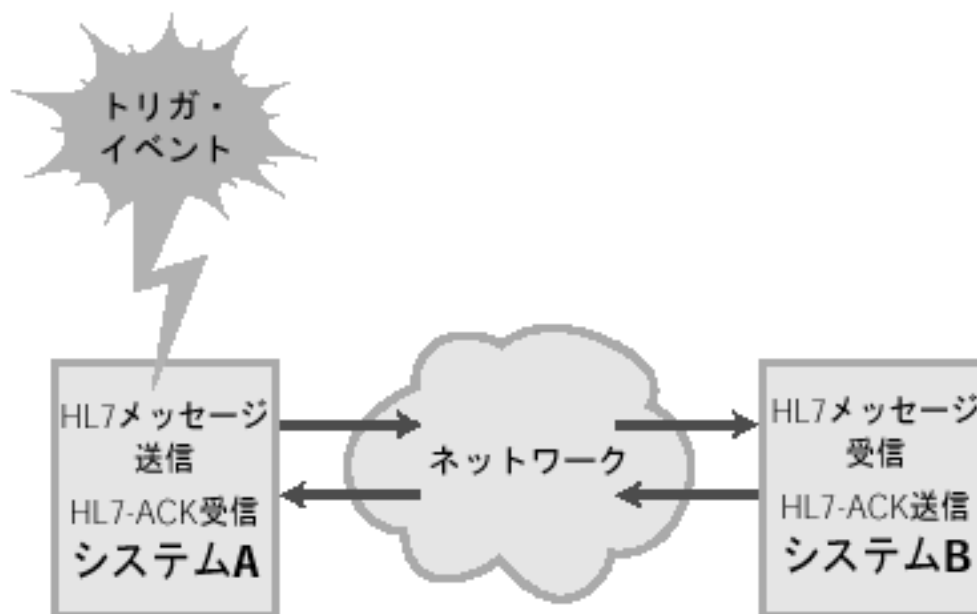 トリガ・
イベント
HL7メッセージ
送信
HL7-ACK受信
システムA
ネットワーク
HL7メッセージ
受信
HL7-ACK送信
システムB